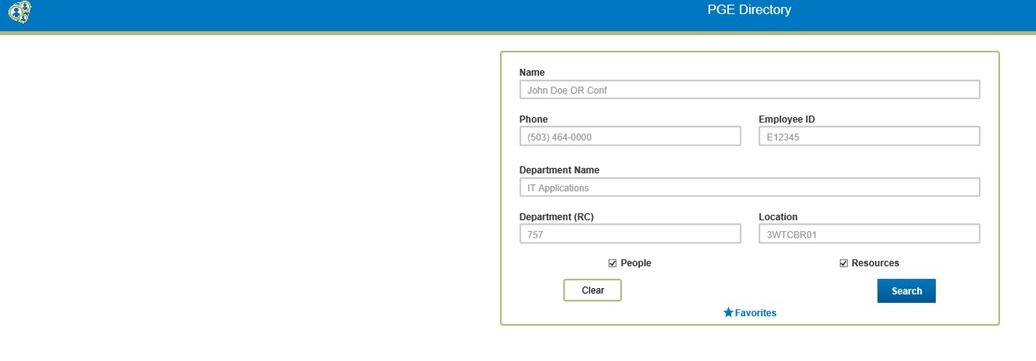 PGE Directory
Name
John Doe OR Conf
Phone
Employee ID
(503) 464-0000
E12345
Department Name
IT Applications
Department (RC)
Location
757
3WTCBR01
People
Resources
Clear
Search
Favorites